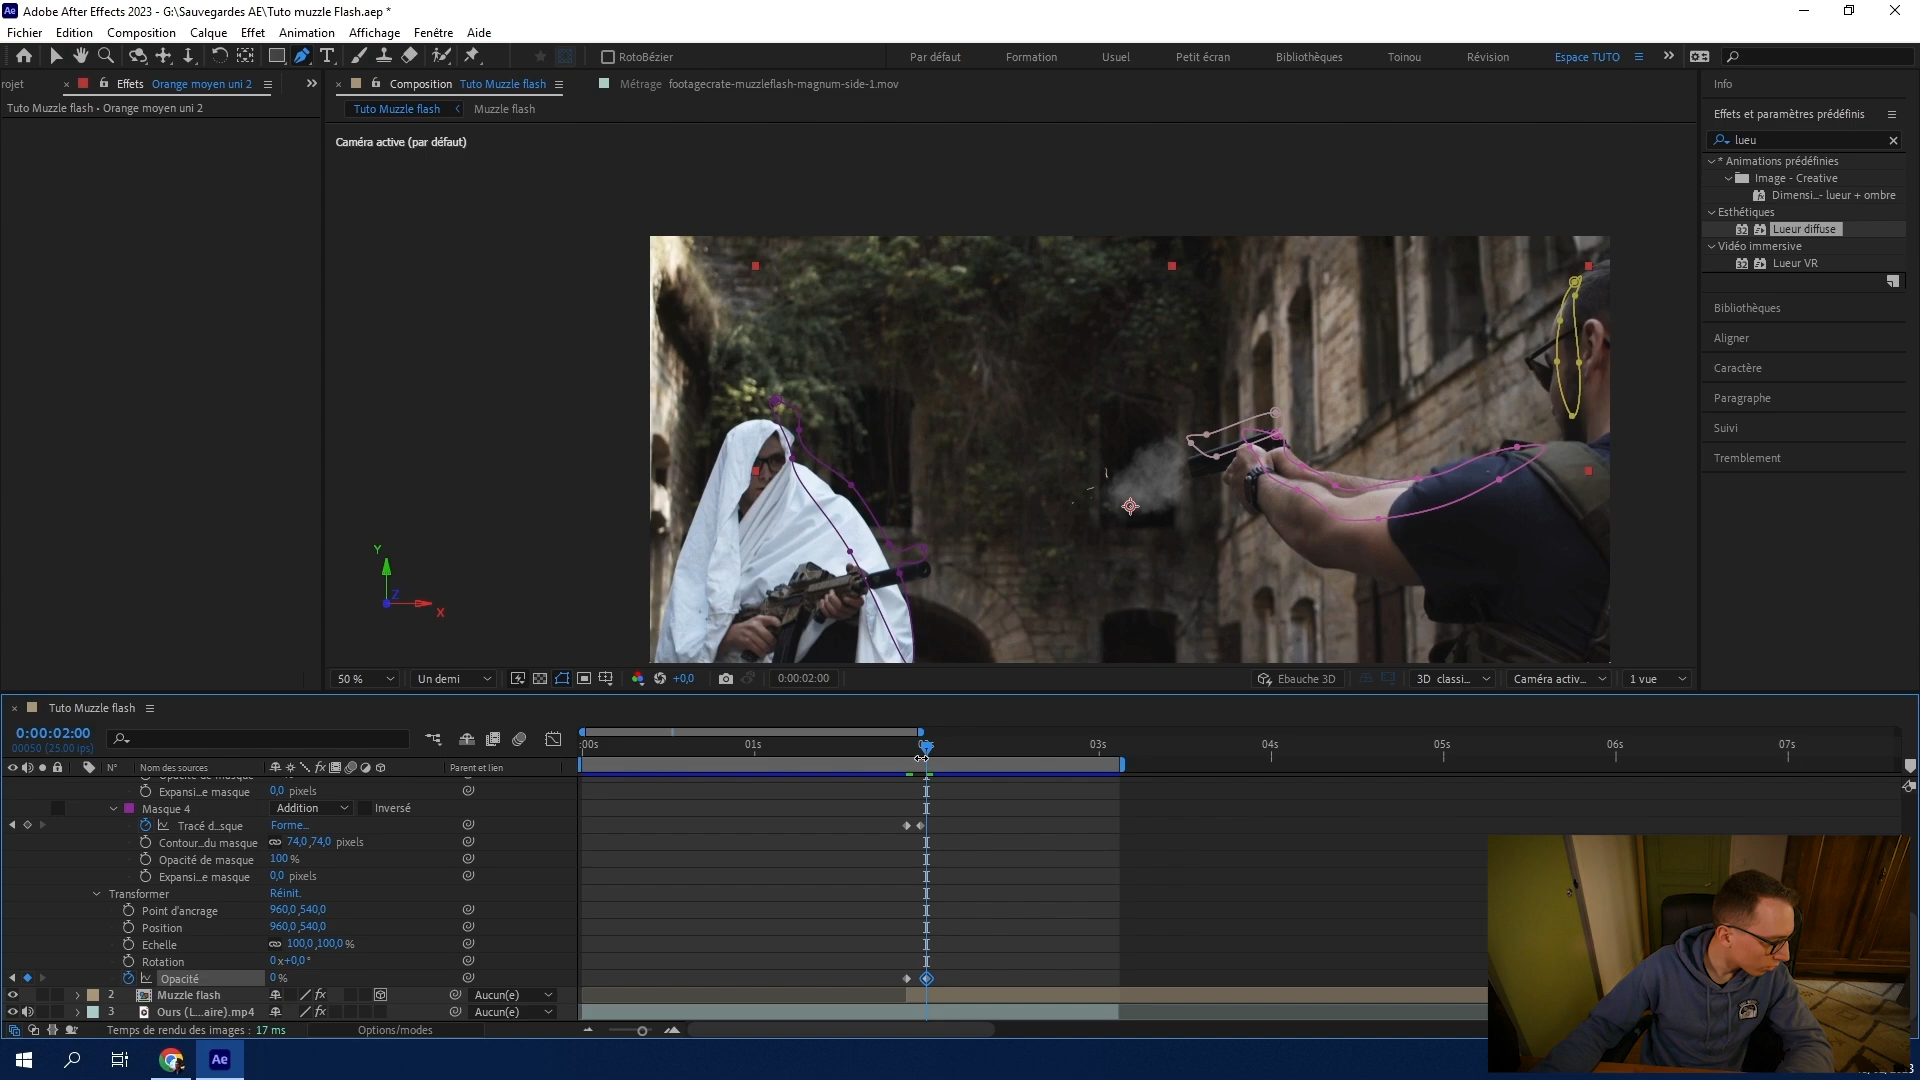 Adobe After Effects 2023 - G:\Sauvegardes AE\Tuto muzzle Flash.aep *
Fichier Edition Composition Calque Effet Animation Affichage Fenêtre Aide
RotoBézier
Par défaut Formation Usuel Petit écran Bibliothèques Toinou Révision Espace TUTO
rojet Effets Orange moyen uni 2
Composition Tuto Muzzle flash
Métrage footagecrate-muzzleflash-magnum-side-1.mov
Info
Tuto Muzzle flash • Orange moyen uni 2
Tuto Muzzle flash Muzzle flash
Effets et paramètres prédéfinis
Caméra active (par défaut)
lueu
* Animations prédéfinies
Image - Creative
Dimensi...- lueur + ombre
Esthétiques
Lueur diffuse
Vidéo immersive
Lueur VR
Bibliothèques
Aligner
Caractère
Paragraphe
Suivi
Tremblement
Y
Z
X
50 % Un demi +0,0 0:00:02:00 Ebauche 3D 3D classi... Caméra activ... 1 vue
Tuto Muzzle flash
0:00:02:00
00050 (25.00 ips)
:00s 01s 03s 04s 05s 06s 07s
N° Nom des sources fx Parent et lien
Expansi...e masque 0,0 pixels
Masque 4 Addition Inversé
Tracé d...sque Forme...
Contour...du masque 74,0 ,74,0 pixels
Opacité de masque 100 %
Expansi...e masque 0,0 pixels
Transformer Réinit.
Point d'ancrage 960,0 ,540,0
Position 960,0 ,540,0
Echelle 100,0 ,100,0 %
Rotation 0 x+0,0 °
Opacité 0 %
2 Muzzle flash fx Aucun(e)
3 Ours (L...aire).mp4 fx Aucun(e)
Temps de rendu des images : 17 ms Options/modes
Ae